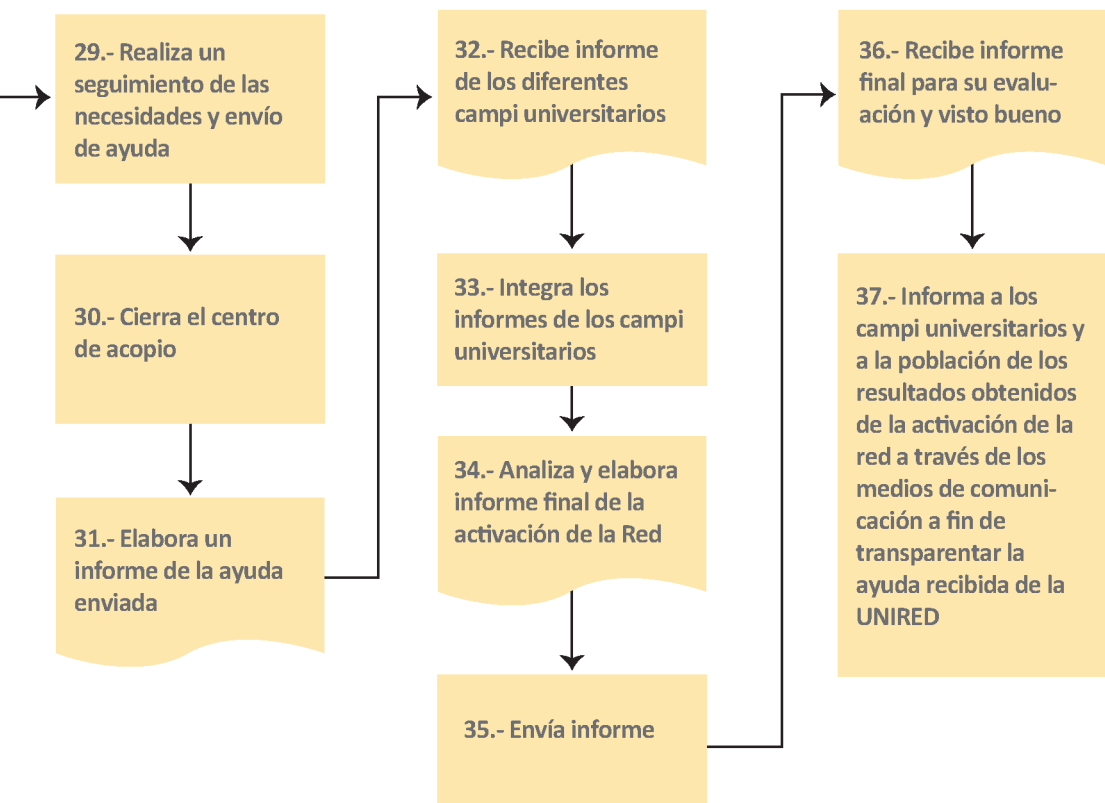 29.- Realiza un
seguimiento de las
necesidades y envío
de ayuda
30.- Cierra el centro
de acopio
31.- Elabora un
informe de la ayuda
enviada
32.- Recibe informe
de los diferentes
campi universitarios
33.- Integra los
informes de los campi
universitarios
34.- Analiza y elabora
informe final de la
activación de la Red
35.- Envía informe
36.- Recibe informe
final para su evalu-
ación y visto bueno
37.- Informa a los
campi universitarios y
a la población de los
resultados obtenidos
de la activación de la
red a través de los
medios de comuni-
cación a fin de
transparentar la
ayuda recibida de la
UNIRED